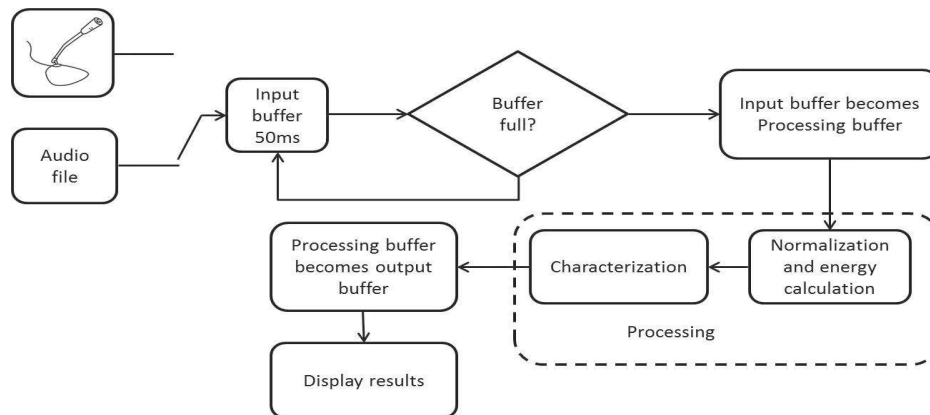 Audio
file
Input
buffer
50ms
Buffer
full?
Input buffer becomes
Processing buffer
Processing buffer
becomes output
buffer
Characterization
Normalization
and energy
calculation
Processing
Display results